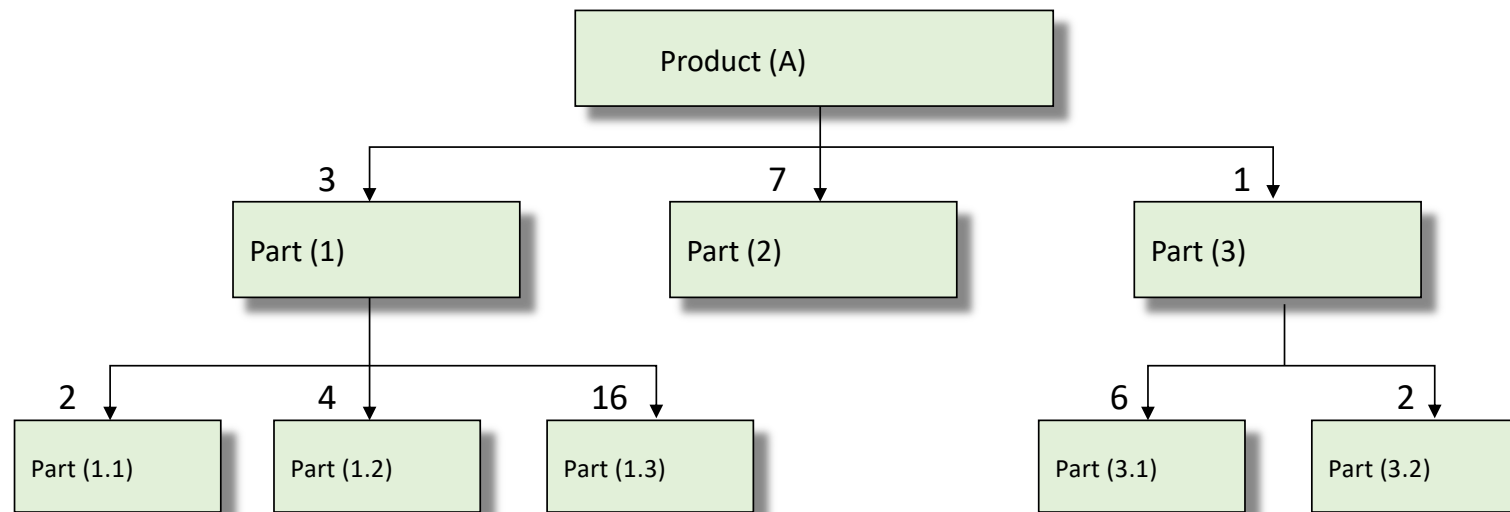 Product (A)
3
7
1
Part (1)
Part (2)
Part (3)
2
4
16
6
2
Part (1.1)
Part (1.2)
Part (1.3)
Part (3.1)
Part (3.2)